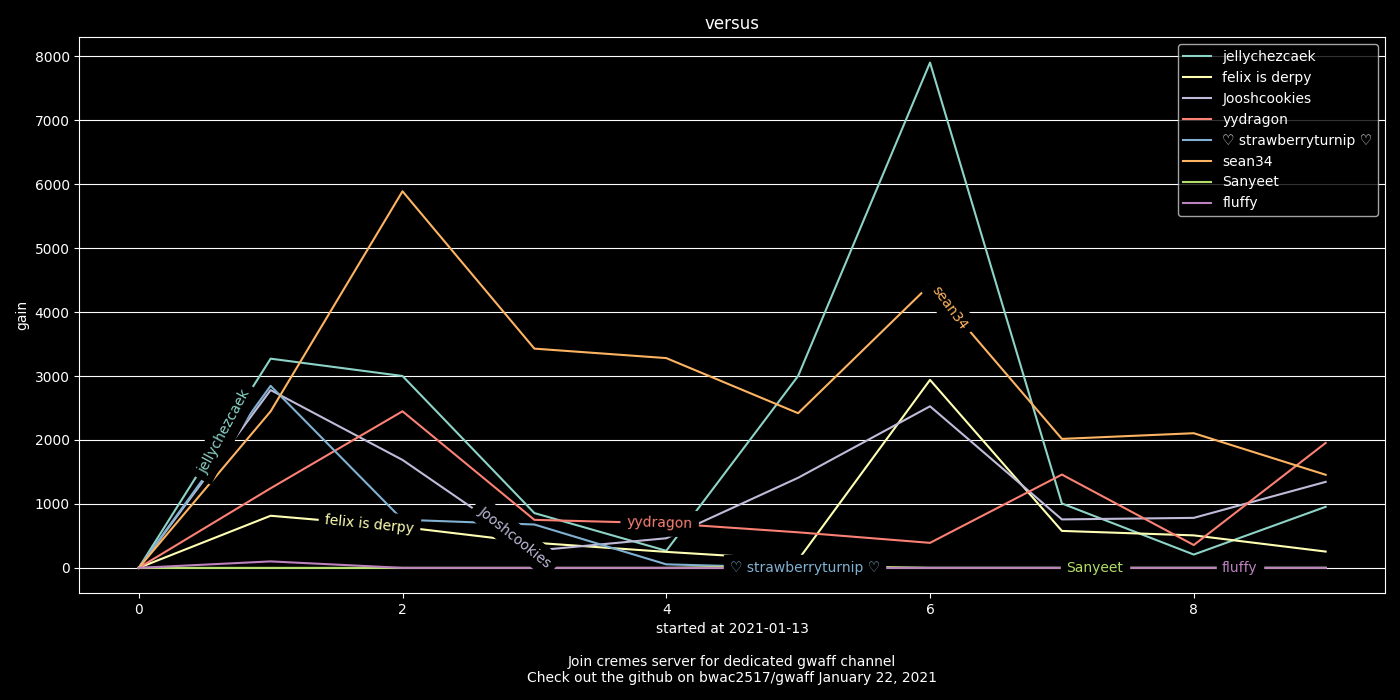 versus
8000
7000
6000
5000
4000
3000
2000
1000
0
gain
jellychezcaek
felix is derpy
Jooshcookies
yydragon
♡ strawberryturnip ♡
sean34
Sanyeet
fluffy
jellychezcaek
felix is derpy
Jooshcookies
yydragon
♡ strawberryturnip ♡
sean34
Sanyeet
fluffy
0
2
4
6
8
started at 2021-01-13
Join cremes server for dedicated gwaff channel
Check out the github on bwac2517/gwaff January 22, 2021